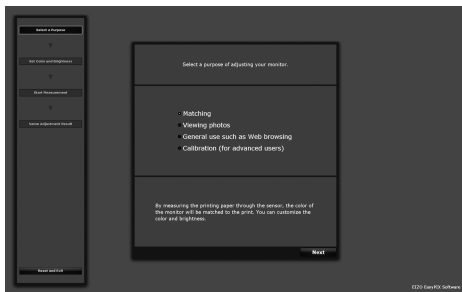 Select a Purpose
Set Color and Brightness
Start Measurement
Name Adjustment Result
Reset and Exit
Select a purpose of adjusting your monitor.
Matching
Viewing photos
General use such as Web browsing
Calibration (for advanced users)
By measuring the printing paper through the sensor, the color of
the monitor will be matched to the print. You can customize the
color and brightness.
Next
EIZO EasyPIX Software